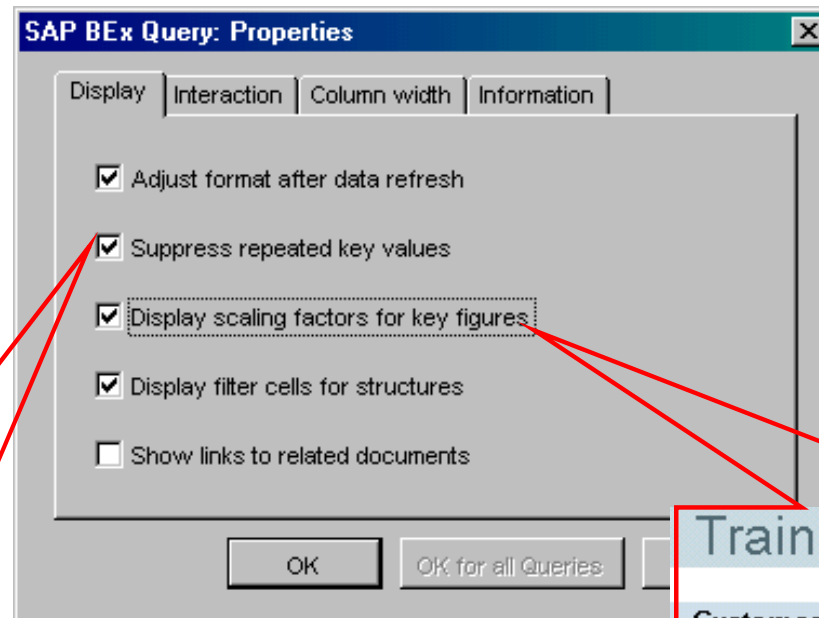 SAP BEx Query: Properties
Display Interaction Column width Information
Adjust format after data refresh
Suppress repeated key values
Display scaling factors for key figures
Display filter cells for structures
Show links to related documents
OK OK for all Queries
Train